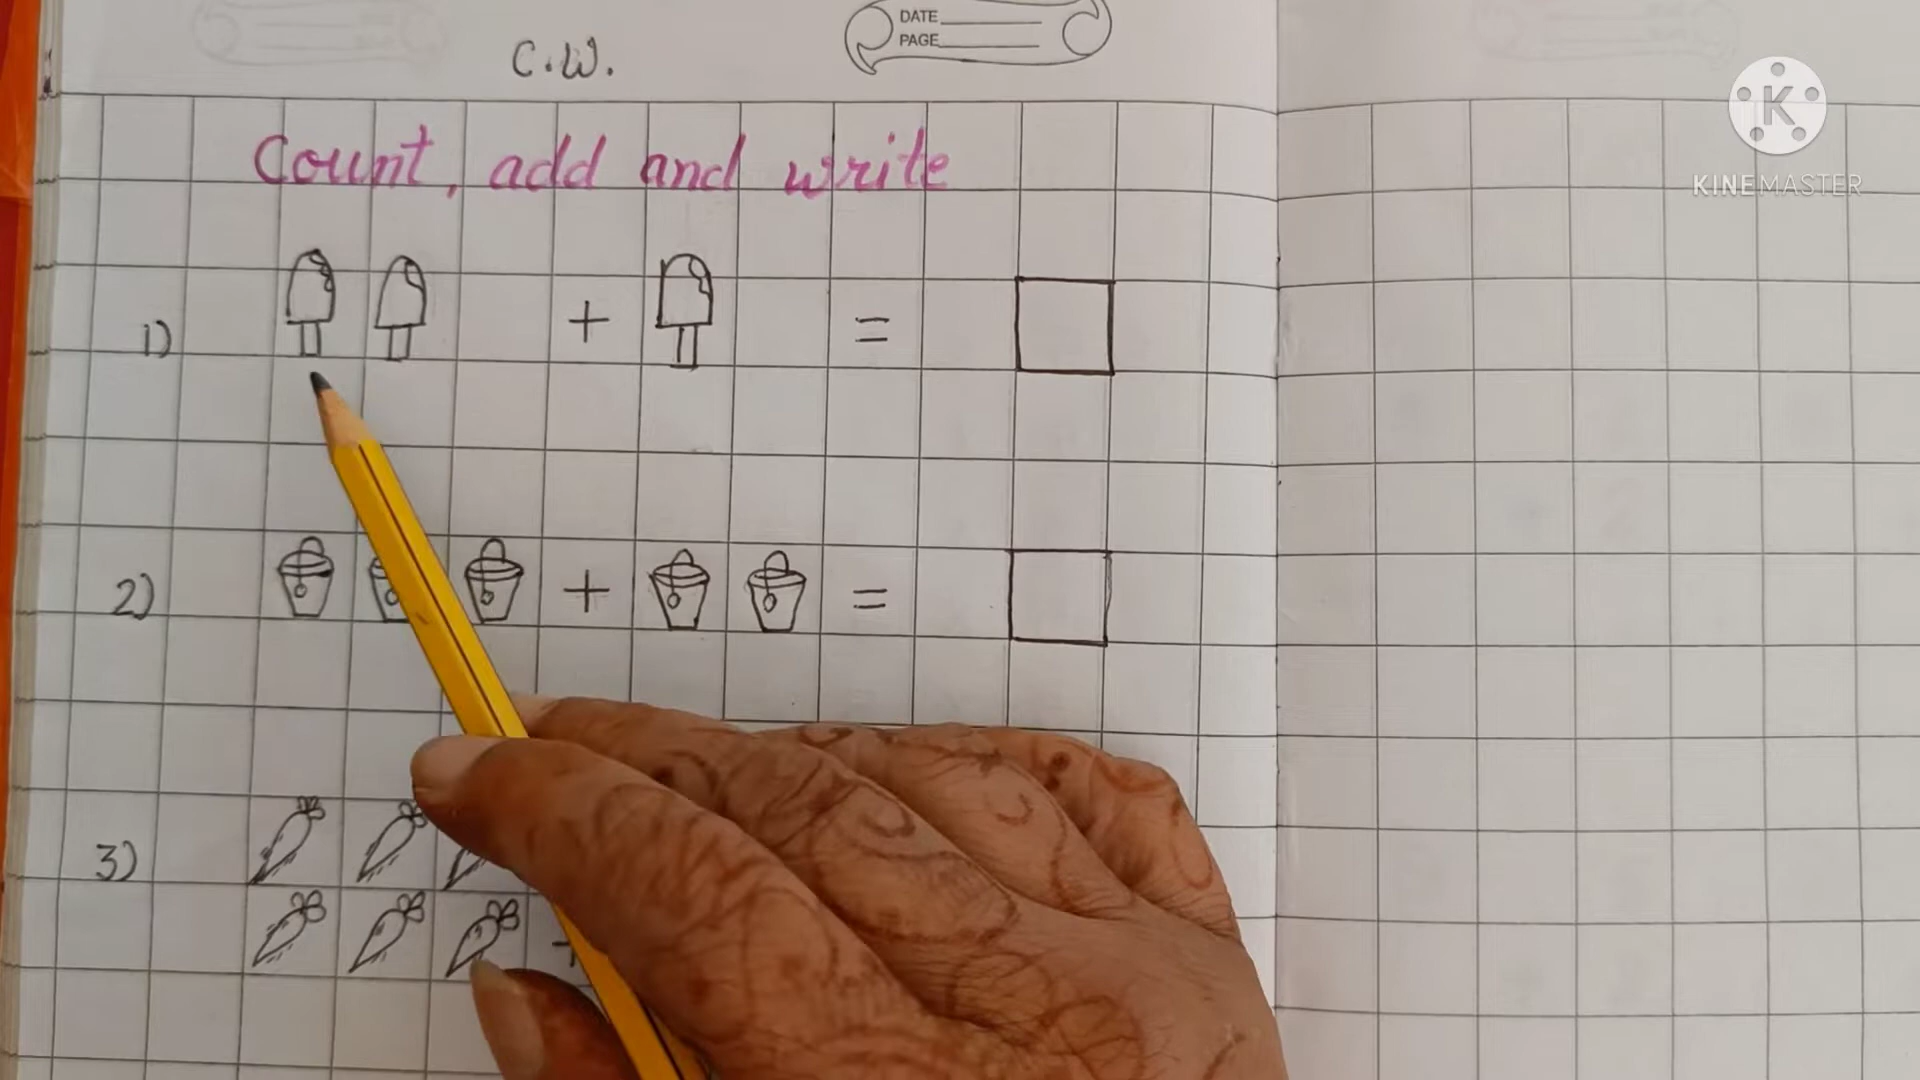 DATE
PAGE
C.W.
Count, add and write
1) + =
2) + =
3) +
KINEMASTER